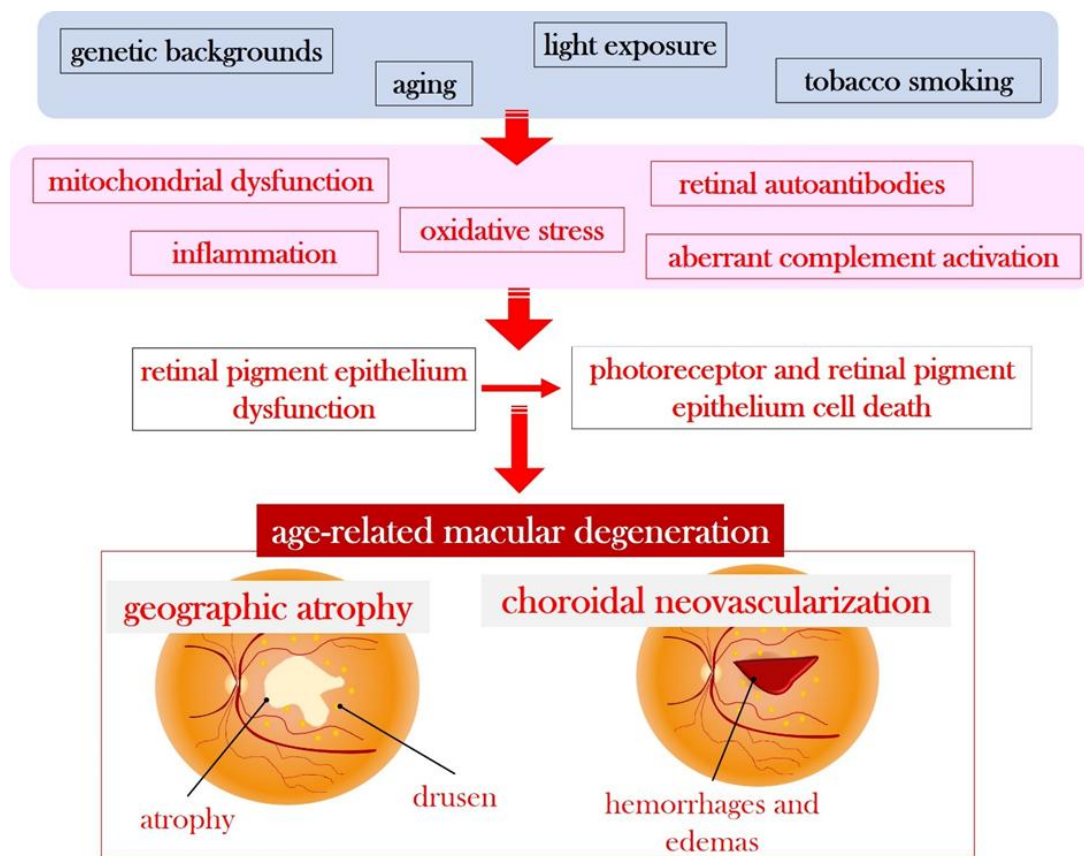 genetic backgrounds
light exposure
aging
tobacco smoking
mitochondrial dysfunction
retinal autoantibodies
oxidative stress
inflammation
aberrant complement activation
retinal pigment epithelium
dysfunction
photoreceptor and retinal pigment
epithelium cell death
age-related macular degeneration
geographic atrophy
choroidal neovascularization
atrophy
drusen
hemorrhages and
edemas